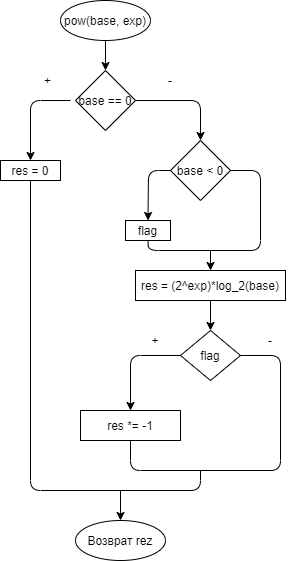 pow(base, exp)
+
-
base == 0
res = 0
base < 0
flag
res = (2^exp)*log_2(base)
+
-
flag
res *= -1
Возврат rez